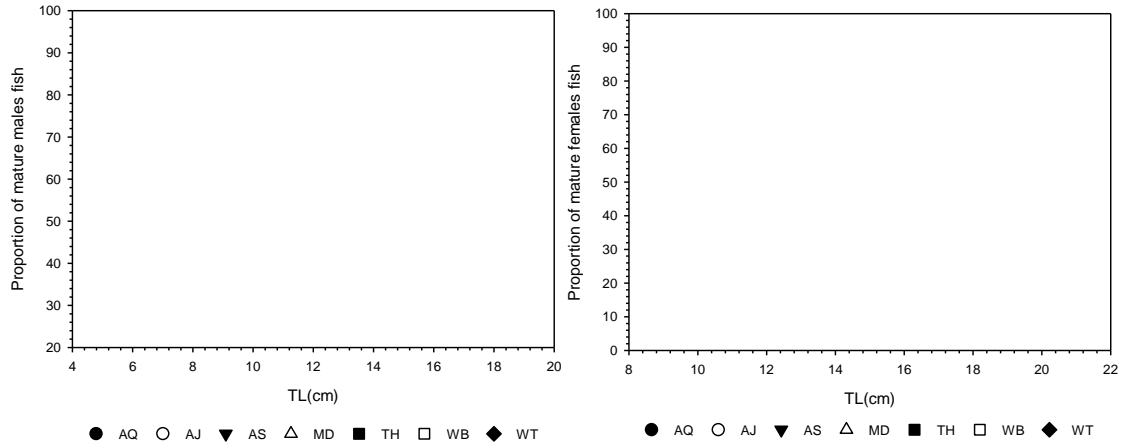 Proportion of mature males fish
100
90
80
70
60
50
40
30
20
4 6 8 10 12 14 16 18 20
TL(cm)
AQ AJ AS MD TH WB WT
Proportion of mature females fish
100
90
80
70
60
50
40
30
20
10
0
8 10 12 14 16 18 20 22
TL(cm)
AQ AJ AS MD TH WB WT